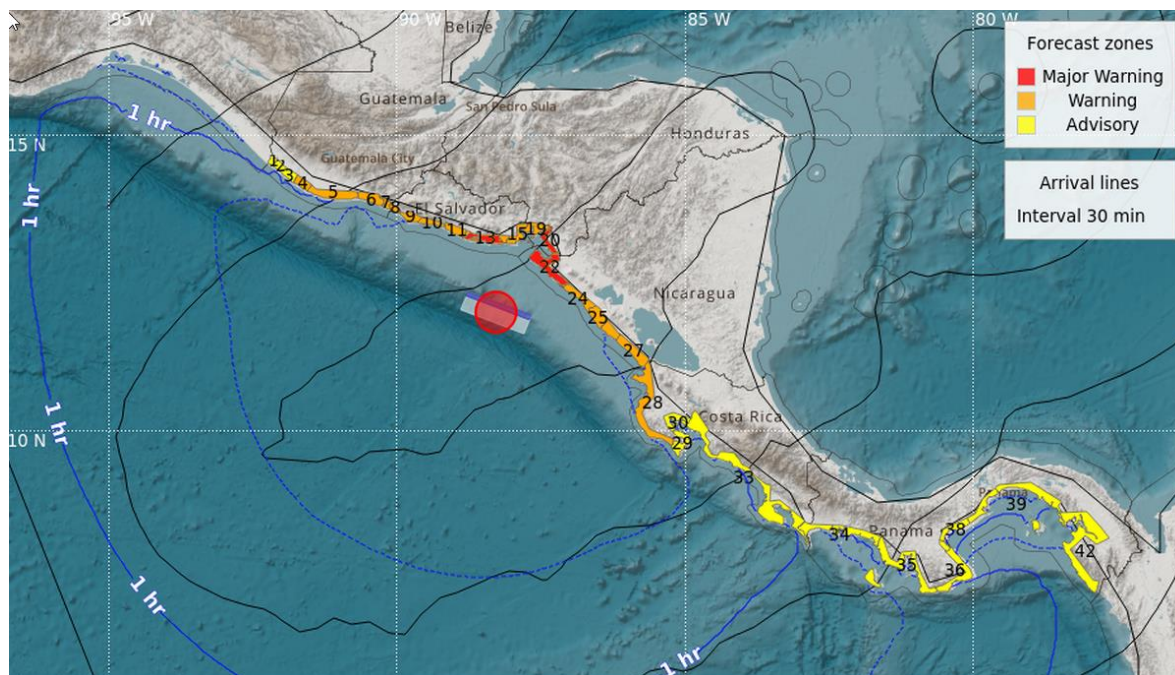 95 W
90 W
85 W
80 W
Belize
Forecast zones
Major Warning
Warning
Advisory
Guatemala
San Pedro Sula
1 hr
Honduras
15 N
Guatemala City
3
4
5
6
7
8
9
El Salvador
10
11
13
15
19
20
22
Arrival lines
Interval 30 min
1 hr
24
Nicaragua
25
27
28
30
Costa Rica
29
10 N
1 hr
33
39
34
Panama
38
35
36
42
1 hr
1 hr